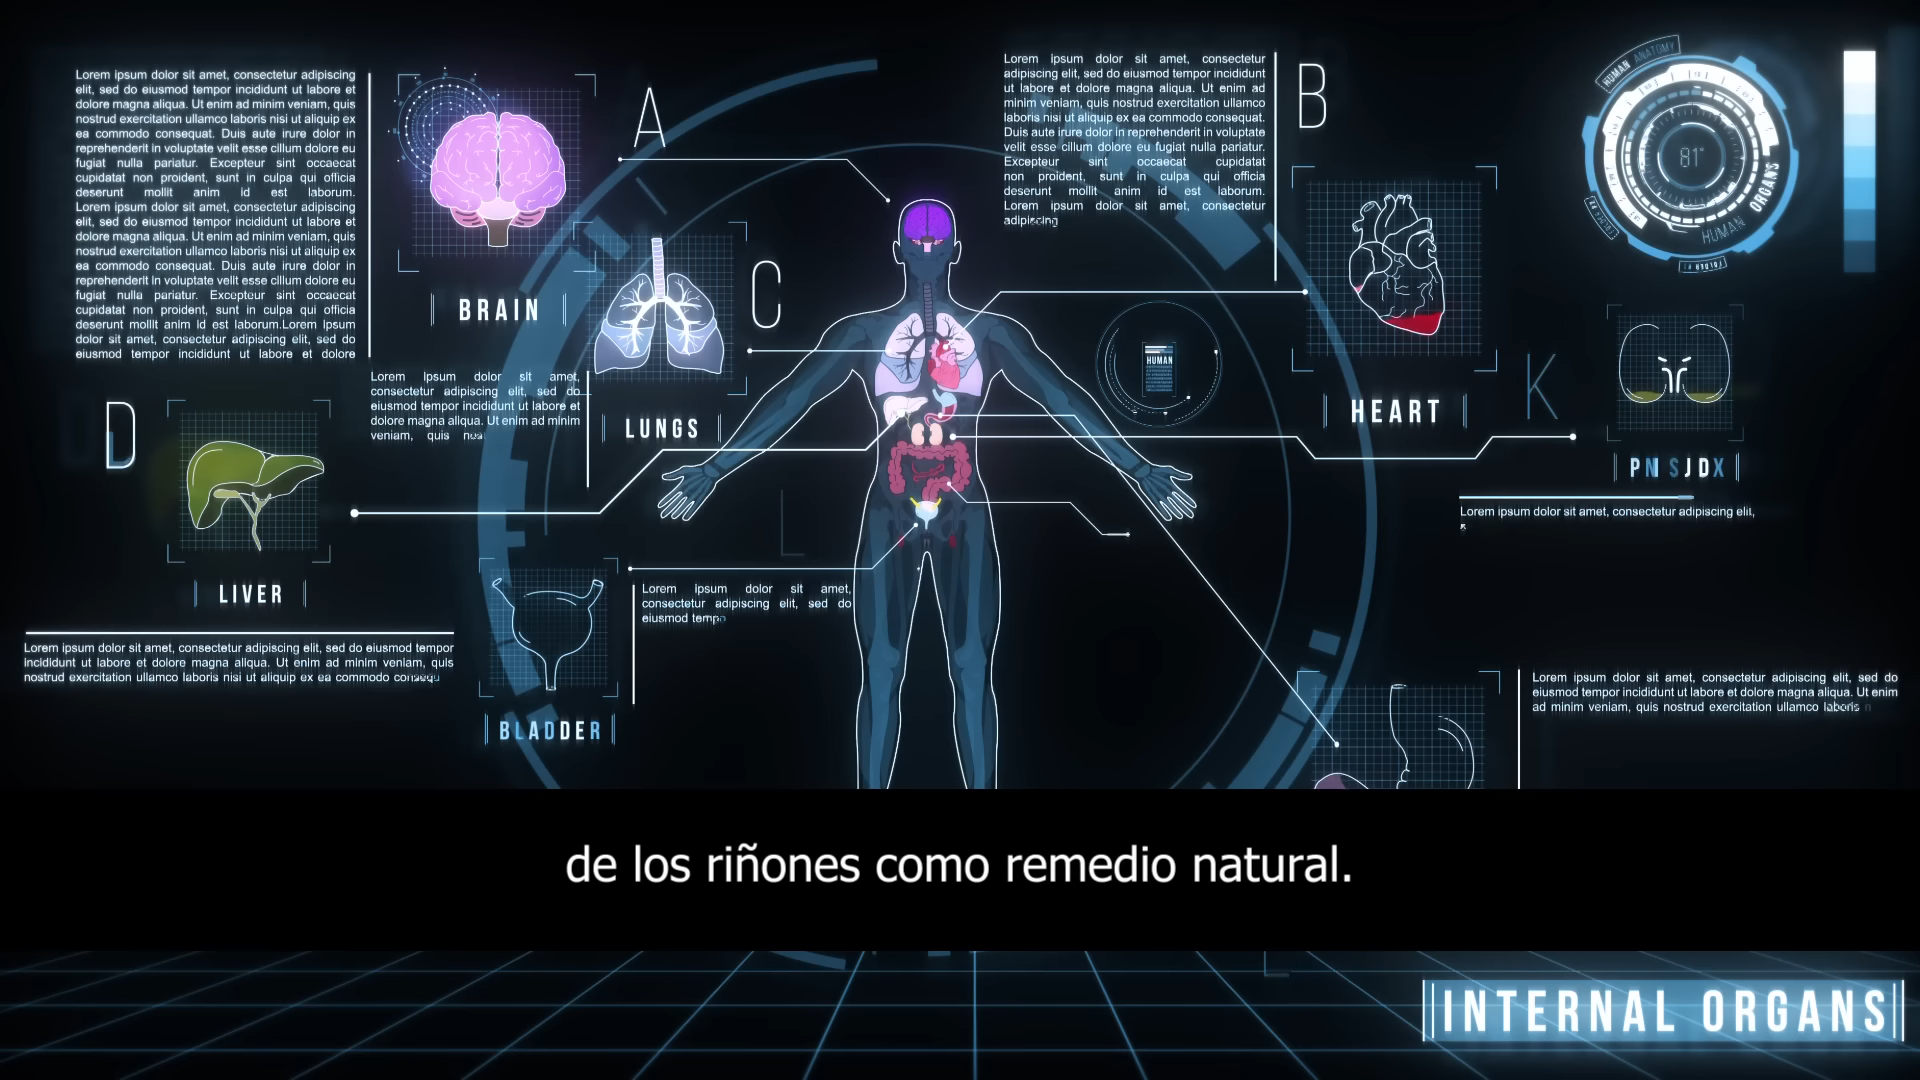 Lorem ipsum dolor sit amet, consectetur adipiscing
elit, sed do eiusmod tempor incididunt ut labore et
dolore magna aliqua. Ut enim ad minim veniam, quis
nostrud exercitation ullamco laboris nisi ut aliquip ex
ea commodo consequat. Duis aute irure dolor in
reprehenderit in voluptate velit esse cillum dolore eu
fugiat nulla pariatur. Excepteur sint occaecat
cupidatat non proident, sunt in culpa qui officia
deserunt mollit anim id est laborum.
Lorem ipsum dolor sit amet, consectetur adipiscing
elit, sed do eiusmod tempor incididunt ut labore et
dolore magna aliqua. Ut enim ad minim veniam, quis
nostrud exercitation ullamco laboris nisi ut aliquip ex
ea commodo consequat. Duis aute irure dolor in
reprehenderit in voluptate velit esse cillum dolore eu
fugiat nulla pariatur. Excepteur sint occaecat
cupidatat non proident, sunt in culpa qui officia
deserunt mollit anim id est laborum.Lorem ipsum
dolor sit amet, consectetur adipiscing elit, sed do
eiusmod tempor incididunt ut labore et dolore
A
BRAIN
Lorem ipsum dolor sit amet,
consectetur adipiscing elit, sed do
eiusmod tempor incididunt ut labore et
dolore magna aliqua. Ut enim ad minim
veniam, quis
C
LUNGS
Lorem ipsum dolor sit amet, consectetur
adipiscing elit, sed do eiusmod tempor incididunt
ut labore et dolore magna aliqua. Ut enim ad
minim veniam, quis nostrud exercitation ullamco
laboris nisi ut aliquip ex ea commodo consequat.
Duis aute irure dolor in reprehenderit in voluptate
velit esse cillum dolore eu fugiat nulla pariatur.
Excepteur sint occaecat cupidatat
non proident, sunt in culpa qui officia
deserunt mollit anim id est laborum.
Lorem ipsum dolor sit amet, consectetur
adipiscing
B
HEART
HUMAN ANATOMY
81°
HUMAN ORGANS
HUMAN
K
PN SJDX
Lorem ipsum dolor sit amet, consectetur adipiscing elit,
D
LIVER
Lorem ipsum dolor sit amet, consectetur adipiscing elit, sed do eiusmod tempor
incididunt ut labore et dolore magna aliqua. Ut enim ad minim veniam, quis
nostrud exercitation ullamco laboris nisi ut aliquip ex ea commodo consequ
L
BLADDER
Lorem ipsum dolor sit amet,
consectetur adipiscing elit, sed do
eiusmod tempo
Lorem ipsum dolor sit amet, consectetur adipiscing elit, sed do
eiusmod tempor incididunt ut labore et dolore magna aliqua. Ut enim
ad minim veniam, quis nostrud exercitation ullamco laboris n
de los riñones como remedio natural.
INTERNAL ORGANS